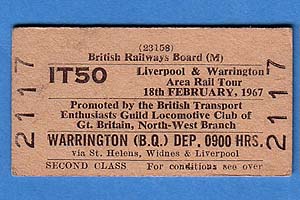 (23158)
British Railways Board (M)
IT50
Liverpool & Warrington
Area Rail Tour
18th FEBRUARY, 1967
Promoted by the British Transport
Enthusiasts Guild Locomotive Club of
Gt. Britain, North-West Branch
WARRINGTON (B.Q.) DEP. 0900 HRS.
via St. Helens, Widnes & Liverpool
SECOND CLASS For conditions see over
2117
2117